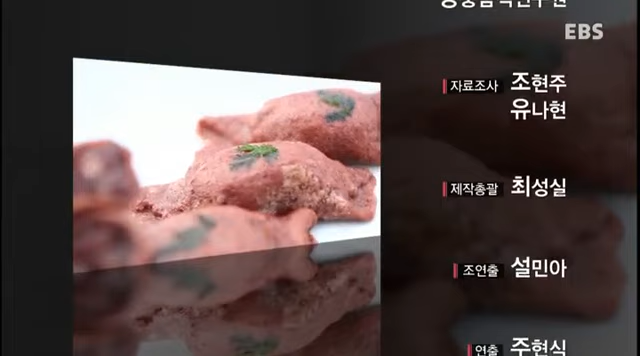 EBS
자료조사 조현주
유나현
제작총괄 최성실
조연출 설민아
연출 주현식